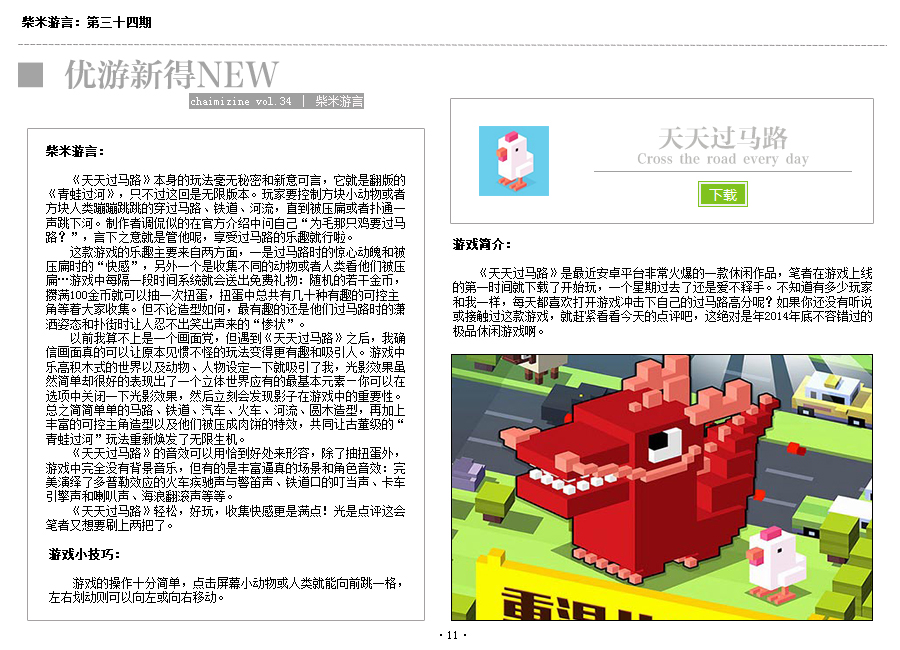 柴米游言：第三十四期
优游新得NEW
chaimizine vol.34 | 柴米游言
柴米游言：
《天天过马路》本身的玩法毫无秘密和新意可言，它就是翻版的
《青蛙过河》，只不过这回是无限版本。玩家要控制方块小动物或者
方块人类蹦蹦跳跳的穿过马路、铁道、河流，直到被压扁或者扑通一
声跳下河。制作者调侃似的在官方介绍中问自己“为毛那只鸡要过马
路？”，言下之意就是管他呢，享受过马路的乐趣就行啦。
这款游戏的乐趣主要来自两方面，一是过马路时的惊心动魄和被
压扁时的“快感”，另外一个是收集不同的动物或者人类看他们被压
扁…游戏中每隔一段时间系统就会送出免费礼物：随机的若干金币，
攒满100金币就可以抽一次扭蛋，扭蛋中总共有几十种有趣的可控主
角等着大家收集。但不论造型如何，最有趣的还是他们过马路时的潇
洒姿态和扑街时让人忍不出笑出声来的“惨状”。
以前我算不上是一个画面党，但遇到《天天过马路》之后，我确
信画面真的可以让原本见惯不怪的玩法变得更有趣和吸引人。游戏中
乐高积木式的世界以及动物、人物设定一下就吸引了我，光影效果虽
然简单却很好的表现出了一个立体世界应有的最基本元素－你可以在
选项中关闭一下光影效果，然后立刻会发现影子在游戏中的重要性。
总之简简单单的马路、铁道、汽车、火车、河流、圆木造型，再加上
丰富的可控主角造型以及他们被压成肉饼的特效，共同让古董级的“
青蛙过河”玩法重新焕发了无限生机。
《天天过马路》的音效可以用恰到好处来形容，除了抽扭蛋外，
游戏中完全没有背景音乐，但有的是丰富逼真的场景和角色音效：完
美演绎了多普勒效应的火车疾驰声与警笛声、铁道口的叮当声、卡车
引擎声和喇叭声、海浪翻滚声等等。
《天天过马路》轻松，好玩，收集快感更是满点！光是点评这会
笔者又想要刷上两把了。
游戏小技巧：
游戏的操作十分简单，点击屏幕小动物或人类就能向前跳一格，
左右划动则可以向左或向右移动。
天天过马路
Cross the road every day
下载
游戏简介：
《天天过马路》是最近安卓平台非常火爆的一款休闲作品，笔者在游戏上线
的第一时间就下载了开始玩，一个星期过去了还是爱不释手。不知道有多少玩家
和我一样，每天都喜欢打开游戏冲击下自己的过马路高分呢？如果你还没有听说
或接触过这款游戏，就赶紧看看今天的点评吧，这绝对是年2014年底不容错过的
极品休闲游戏啊。
·11·